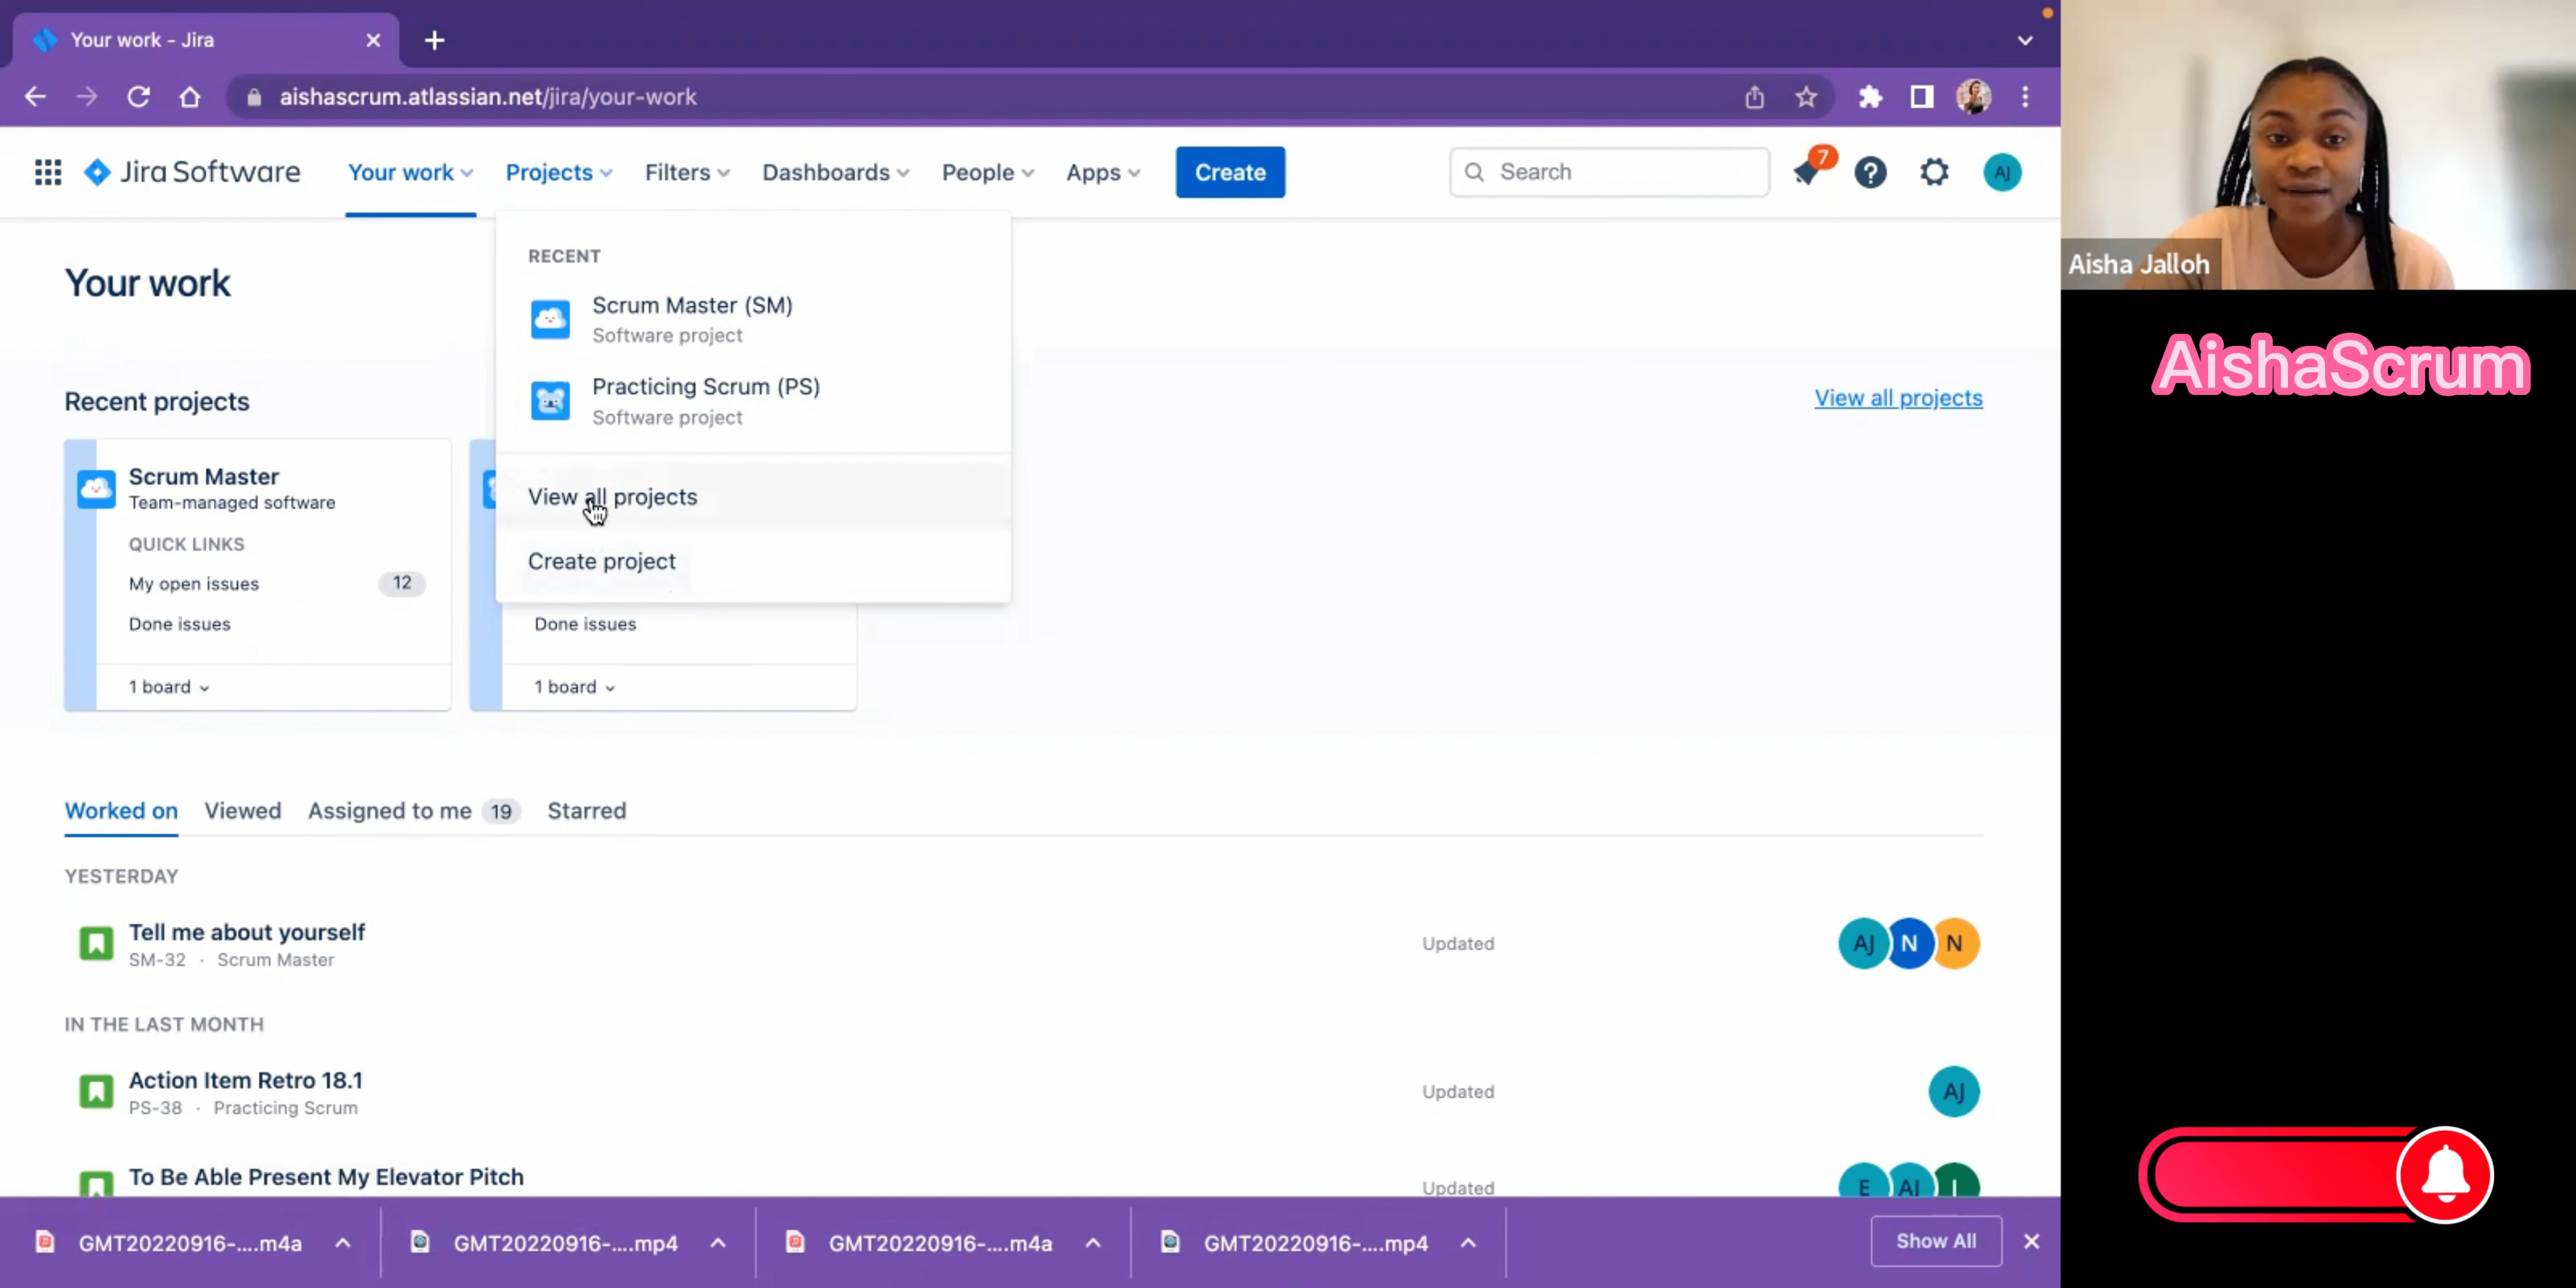 Your work - Jira
aishascrum.atlassian.net/jira/your-work
Jira Software
Your work
Projects
Filters
Dashboards
People
Apps
Create
Search
7
AJ
Aisha Jalloh
AishaScrum
Your work
RECENT
Scrum Master (SM)
Software project
Practicing Scrum (PS)
Software project
View all projects
Create project
Recent projects
View all projects
Scrum Master
Team-managed software
QUICK LINKS
My open issues 12
Done issues
1 board
Done issues
1 board
Worked on
Viewed
Assigned to me 19
Starred
YESTERDAY
Tell me about yourself
SM-32 · Scrum Master
Updated
AJ N N
IN THE LAST MONTH
Action Item Retro 18.1
PS-38 · Practicing Scrum
Updated
AJ
To Be Able Present My Elevator Pitch
Updated
E AJ I
GMT20220916-....m4a
GMT20220916-....mp4
GMT20220916-....m4a
GMT20220916-....mp4
Show All